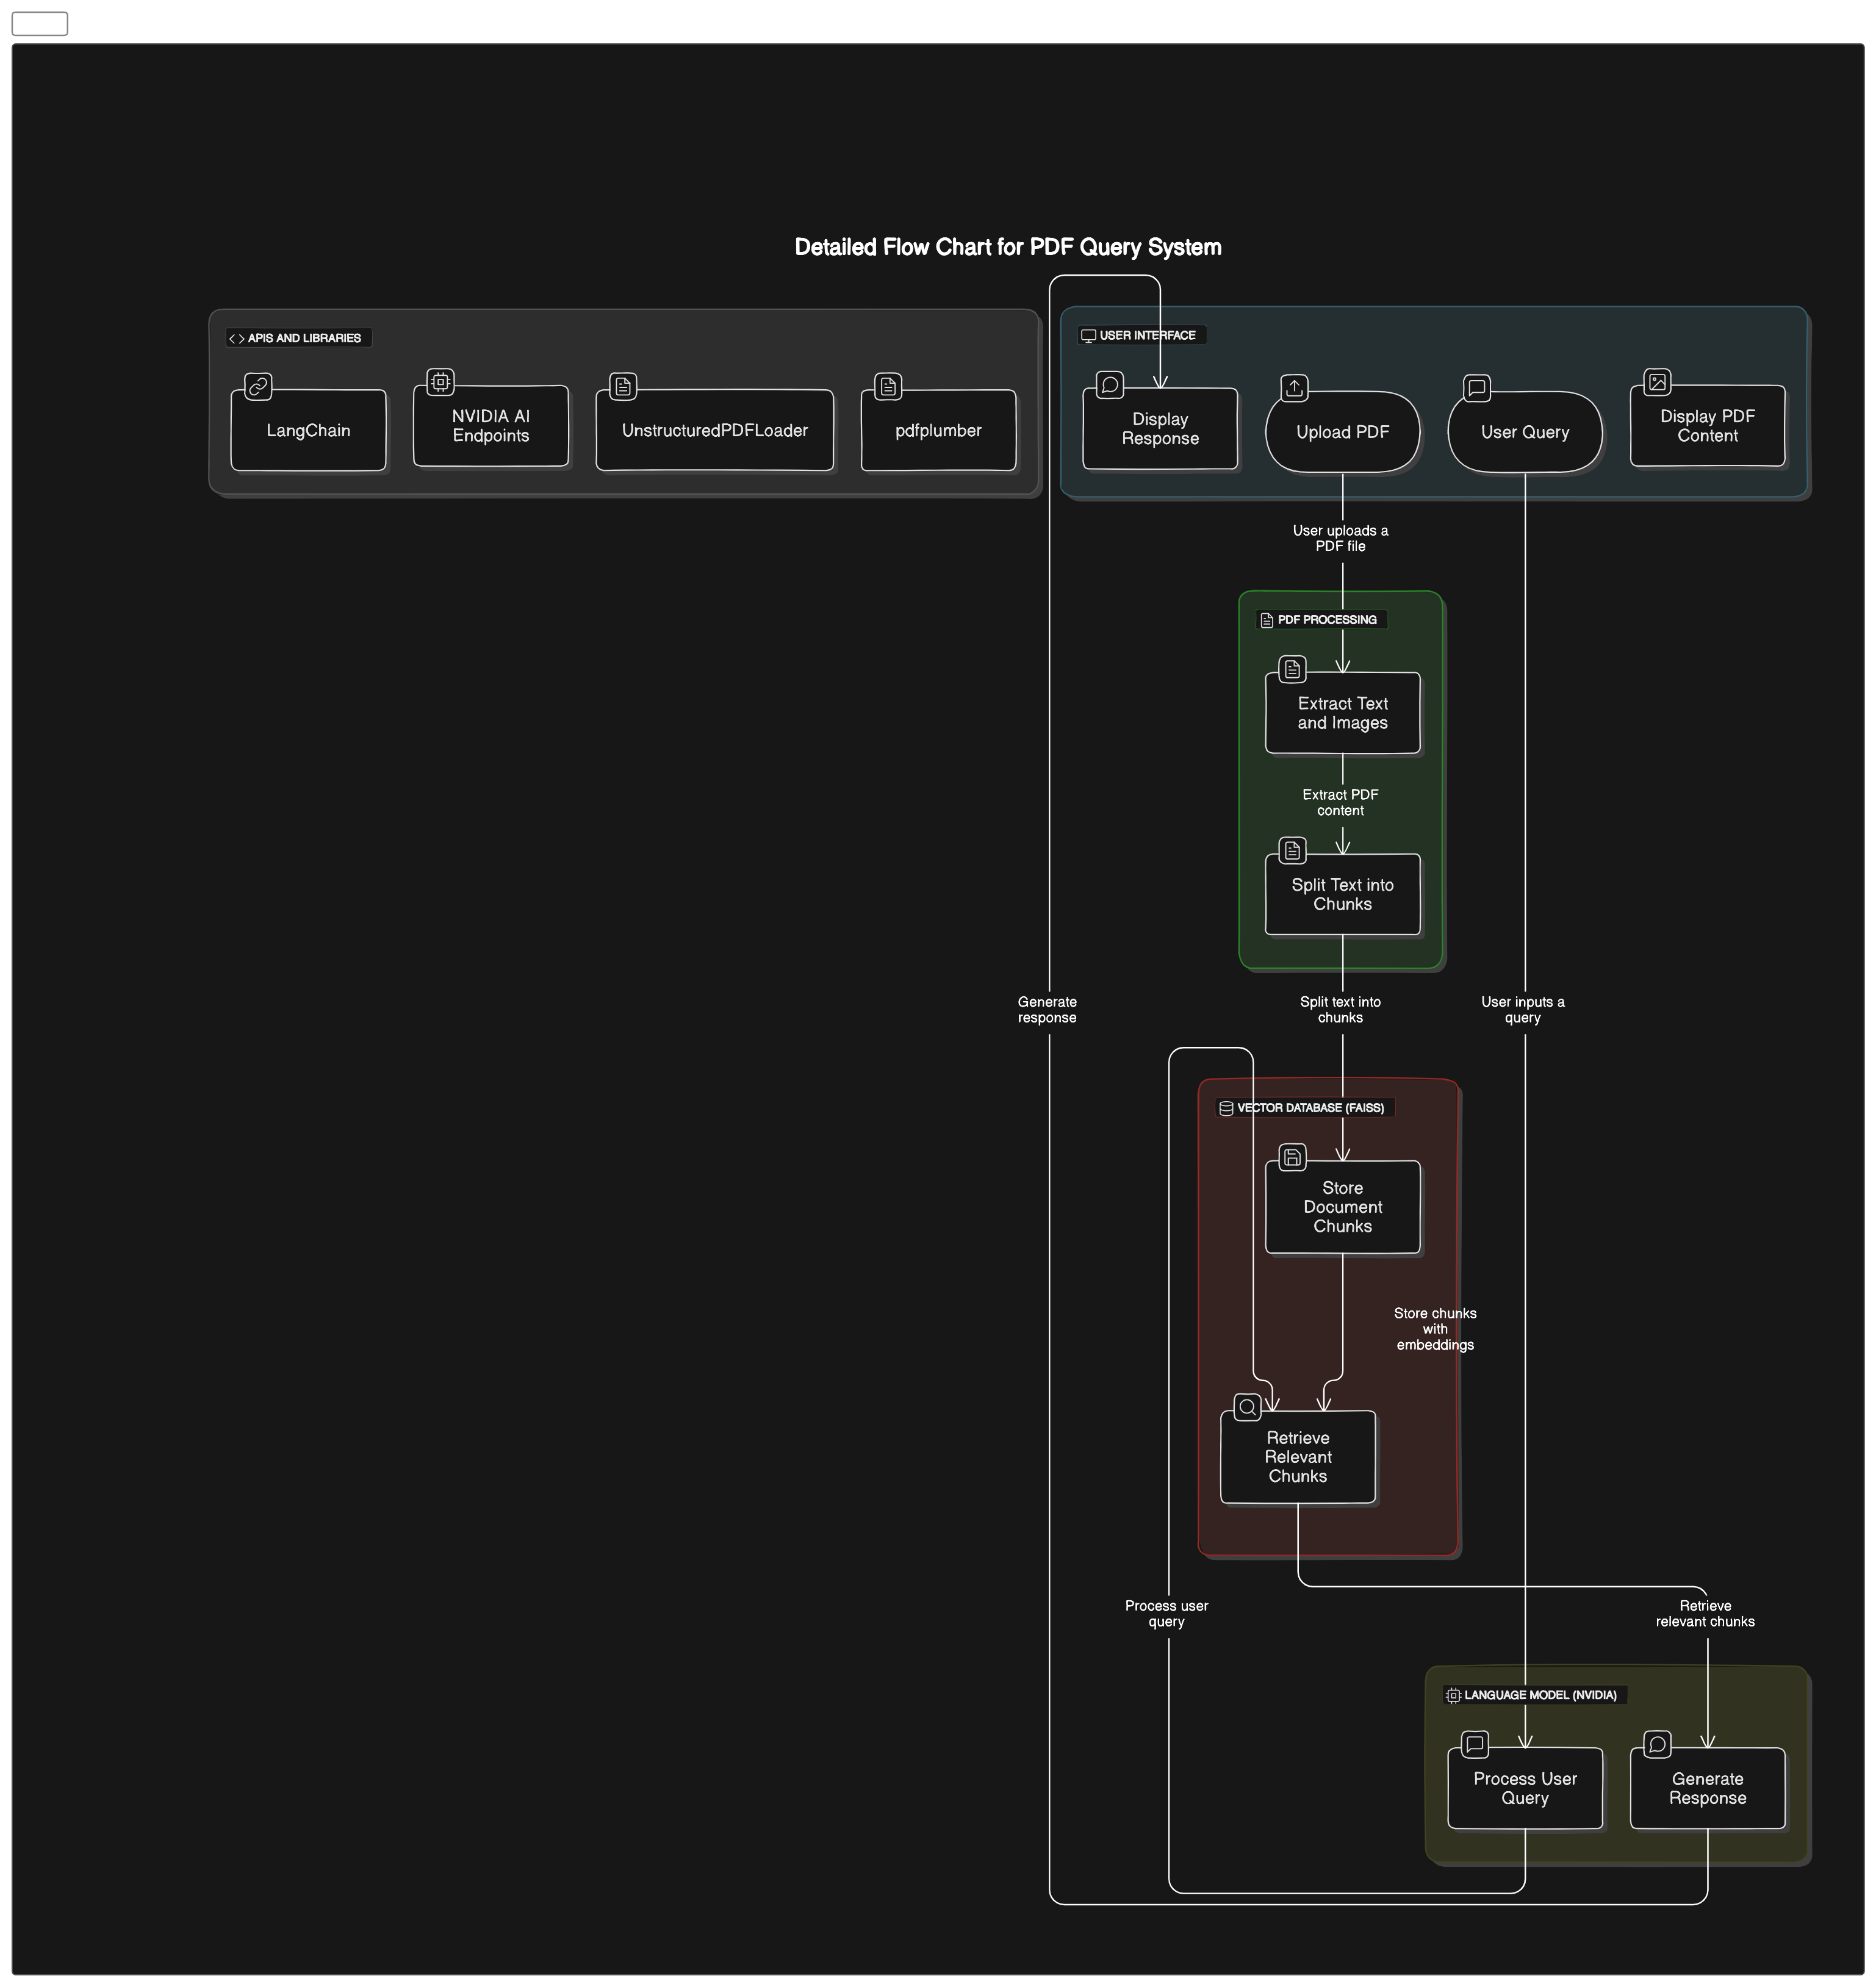 Detailed Flow Chart for PDF Query System
APIS AND LIBRARIES
LangChain
NVIDIA AI
Endpoints
UnstructuredPDFLoader
pdfplumber
USER INTERFACE
Display
Response
Upload PDF
User Query
Display PDF
Content
User uploads a
PDF file
PDF PROCESSING
Extract Text
and Images
Extract PDF
content
Split Text into
Chunks
Generate
response
Split text into
chunks
User inputs a
query
VECTOR DATABASE (FAISS)
Store
Document
Chunks
Store chunks
with
embeddings
Retrieve
Relevant
Chunks
Process user
query
Retrieve
relevant chunks
LANGUAGE MODEL (NVIDIA)
Process User
Query
Generate
Response